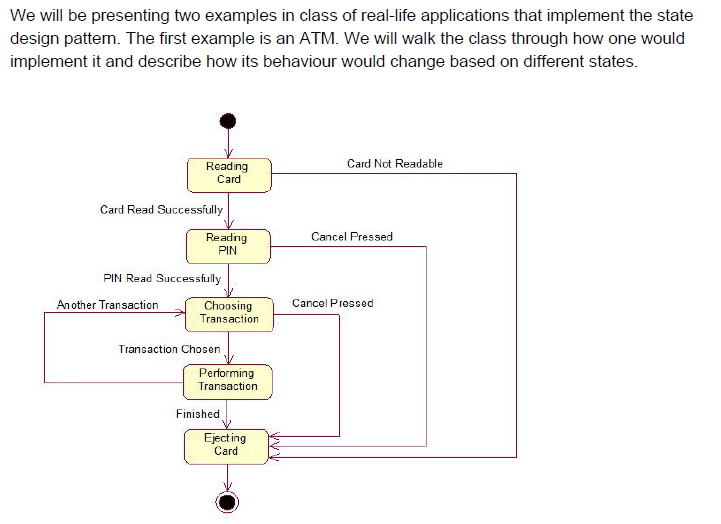 We will be presenting two examples in class of real-life applications that implement the state
design pattern. The first example is an ATM. We will walk the class through how one would
implement it and describe how its behaviour would change based on different states.
Reading
Card
Card Not Readable
Card Read Successfully
Reading
PIN
Cancel Pressed
PIN Read Successfully
Another Transaction
Choosing
Transaction
Cancel Pressed
Transaction Chosen
Performing
Transaction
Finished
Ejecting
Card